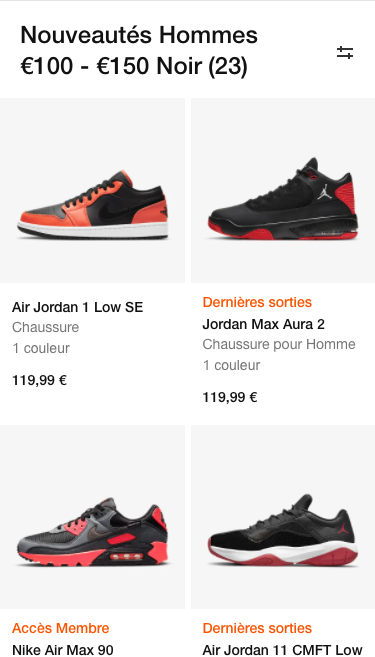 Nouveautés Hommes
€100 - €150 Noir (23)
Air Jordan 1 Low SE
Chaussure
1 couleur
119,99 €
Dernières sorties
Jordan Max Aura 2
Chaussure pour Homme
1 couleur
119,99 €
Accès Membre
Nike Air Max 90
Dernières sorties
Air Jordan 11 CMFT Low